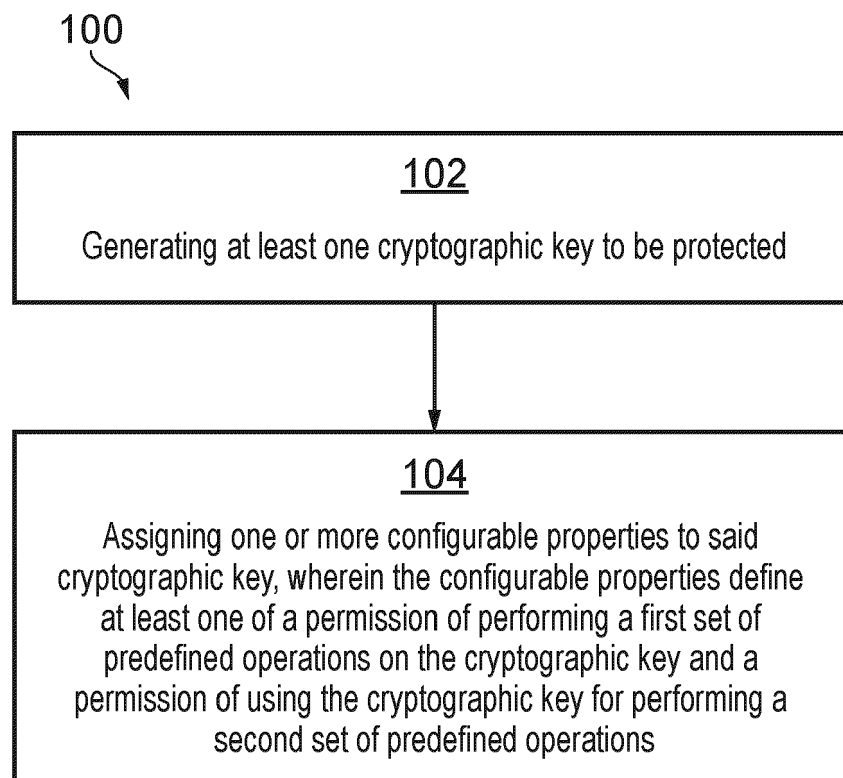 100
102
Generating at least one cryptographic key to be protected
104
Assigning one or more configurable properties to said
cryptographic key, wherein the configurable properties define
at least one of a permission of performing a first set of
predefined operations on the cryptographic key and a
permission of using the cryptographic key for performing a
second set of predefined operations